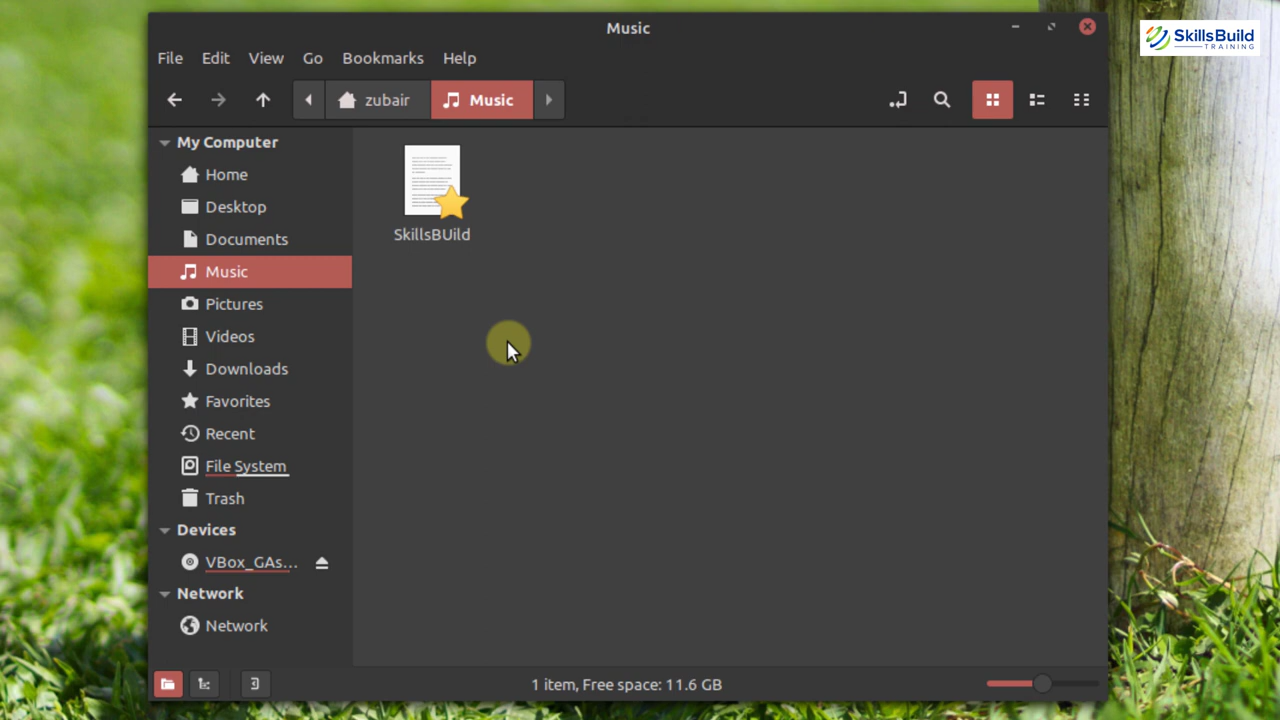 Music
SkillsBuild
TRAINING
File Edit View Go Bookmarks Help
zubair Music
My Computer
Home
Desktop
Documents
Music
Pictures
Videos
Downloads
Favorites
Recent
File System
Trash
Devices
VBox_GAs...
Network
Network
SkillsBUild
1 item, Free space: 11.6 GB